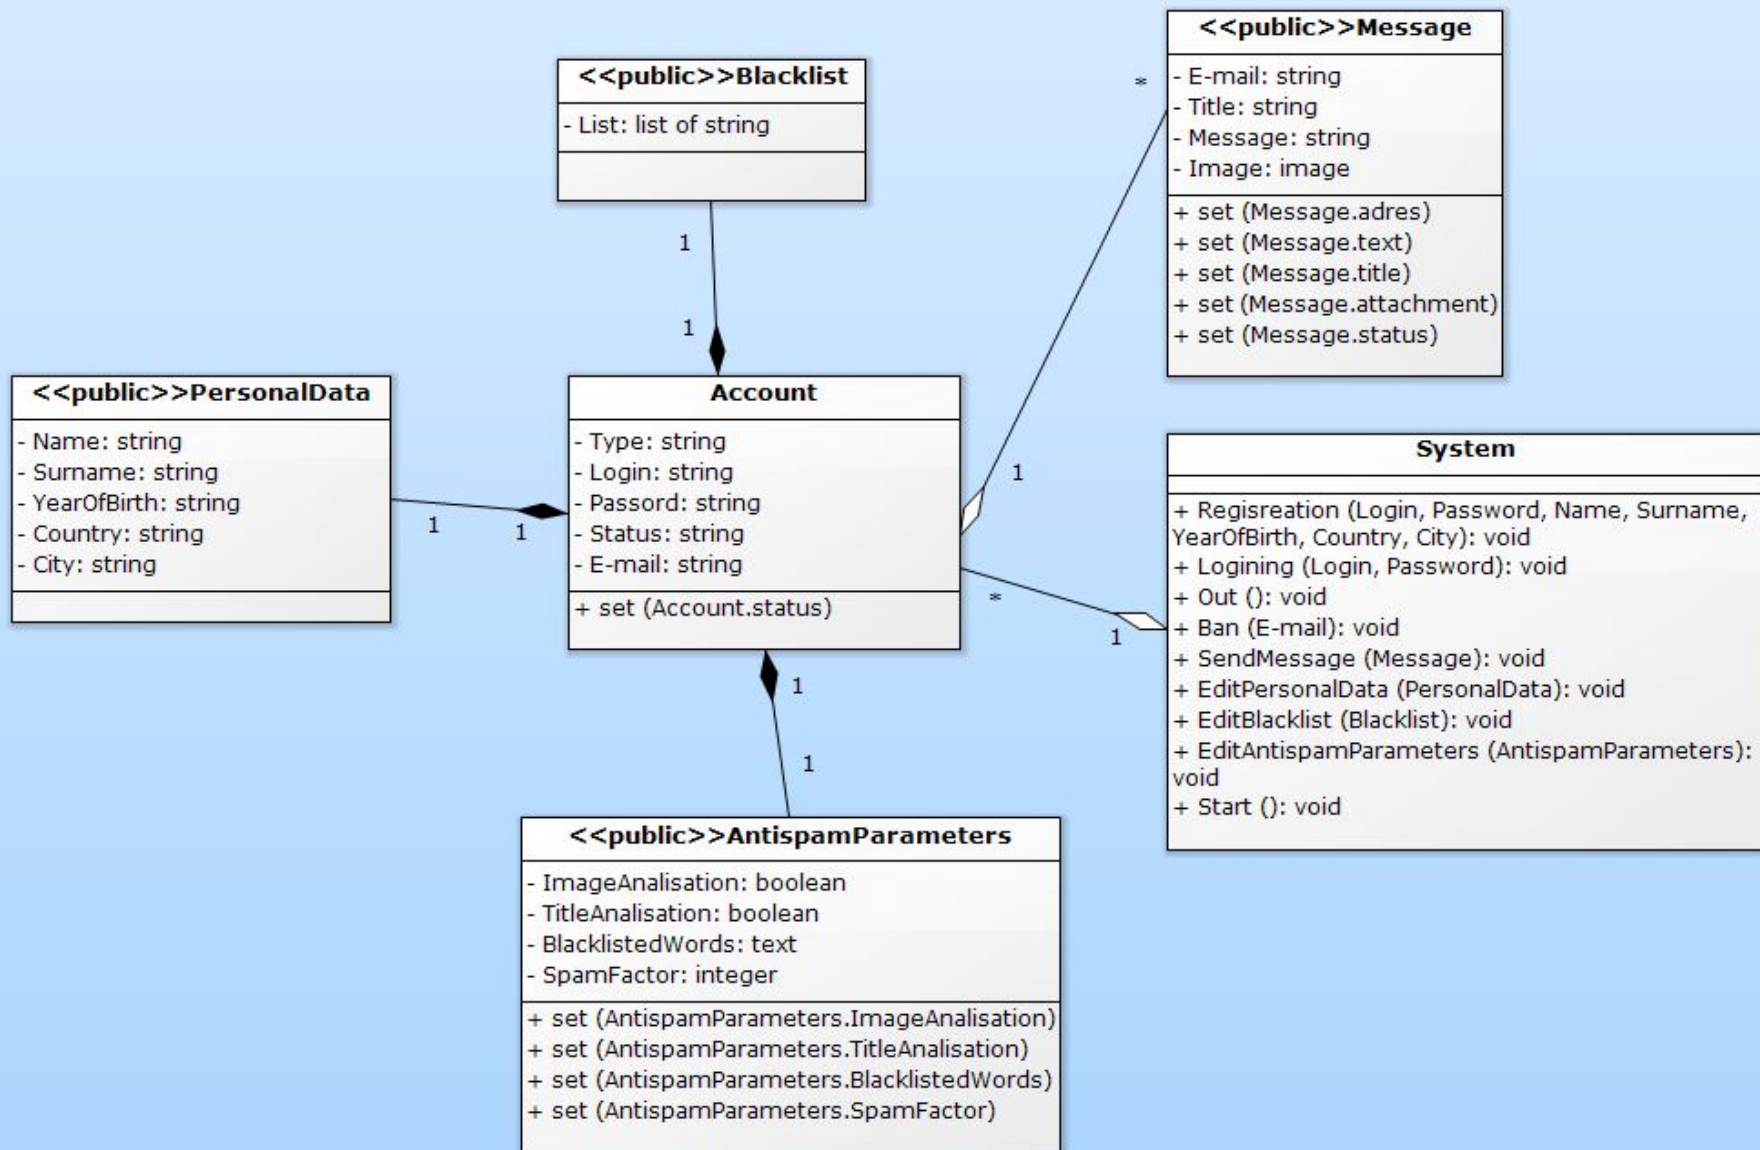 <<public>>Blacklist
- List: list of string
1
1
<<public>>Message
- E-mail: string
- Title: string
- Message: string
- Image: image
+ set (Message.adres)
+ set (Message.text)
+ set (Message.title)
+ set (Message.attachment)
+ set (Message.status)
*
1
<<public>>PersonalData
- Name: string
- Surname: string
- YearOfBirth: string
- Country: string
- City: string
1
1
Account
- Type: string
- Login: string
- Passord: string
- Status: string
- E-mail: string
+ set (Account.status)
*
1
System
+ Regisreation (Login, Password, Name, Surname,
YearOfBirth, Country, City): void
+ Logining (Login, Password): void
+ Out (): void
+ Ban (E-mail): void
+ SendMessage (Message): void
+ EditPersonalData (PersonalData): void
+ EditBlacklist (Blacklist): void
+ EditAntispamParameters (AntispamParameters):
void
+ Start (): void
1
1
<<public>>AntispamParameters
- ImageAnalisation: boolean
- TitleAnalisation: boolean
- BlacklistedWords: text
- SpamFactor: integer
+ set (AntispamParameters.ImageAnalisation)
+ set (AntispamParameters.TitleAnalisation)
+ set (AntispamParameters.BlacklistedWords)
+ set (AntispamParameters.SpamFactor)